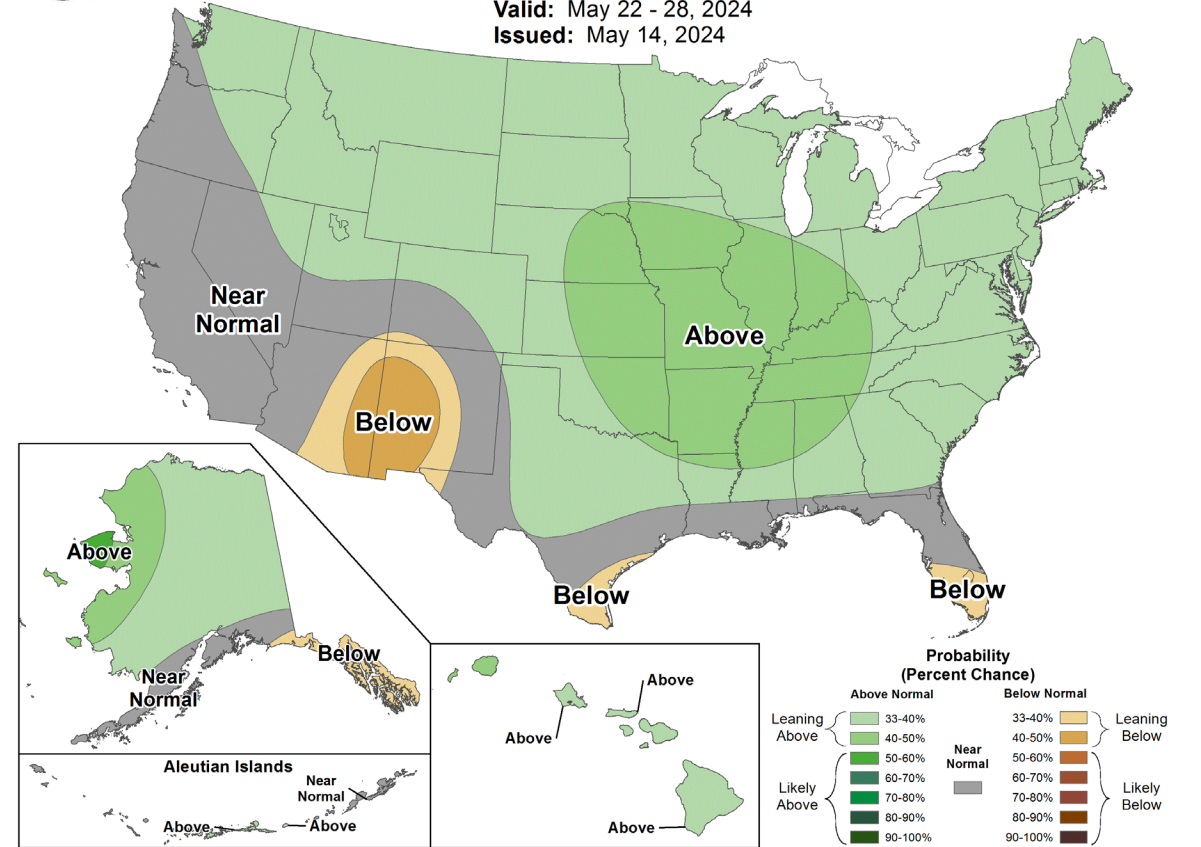 Valid: May 22 - 28, 2024
Issued: May 14, 2024
Near
Normal
Above
Below
Below
Below
Above
Near
Normal
Below
Aleutian Islands
Near
Normal
Above
Above
Above
Above
Above
Probability
(Percent Chance)
Above Normal
Below Normal
Leaning
Above
33-40%
40-50%
50-60%
60-70%
70-80%
80-90%
90-100%
Likely
Above
Near
Normal
33-40%
40-50%
50-60%
60-70%
70-80%
80-90%
90-100%
Leaning
Below
Likely
Below